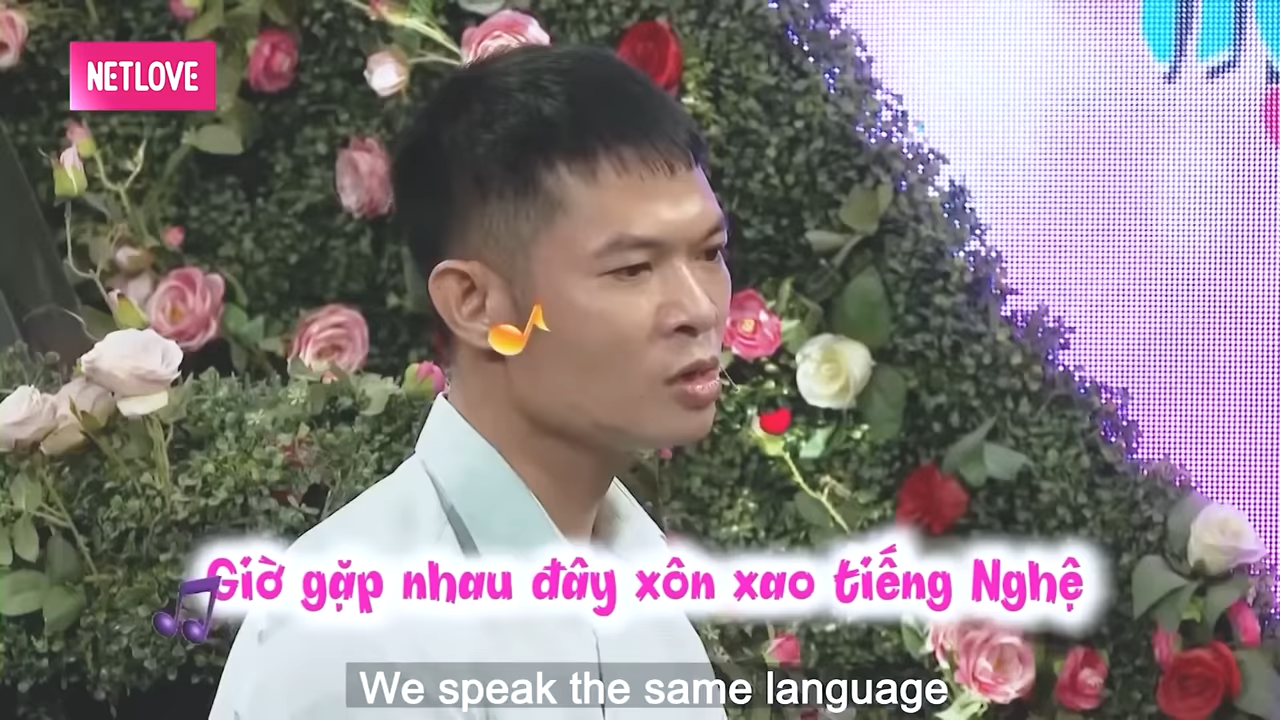 NETLOVE
Giờ gặp nhau đây xôn xao tiếng Nghệ
We speak the same language